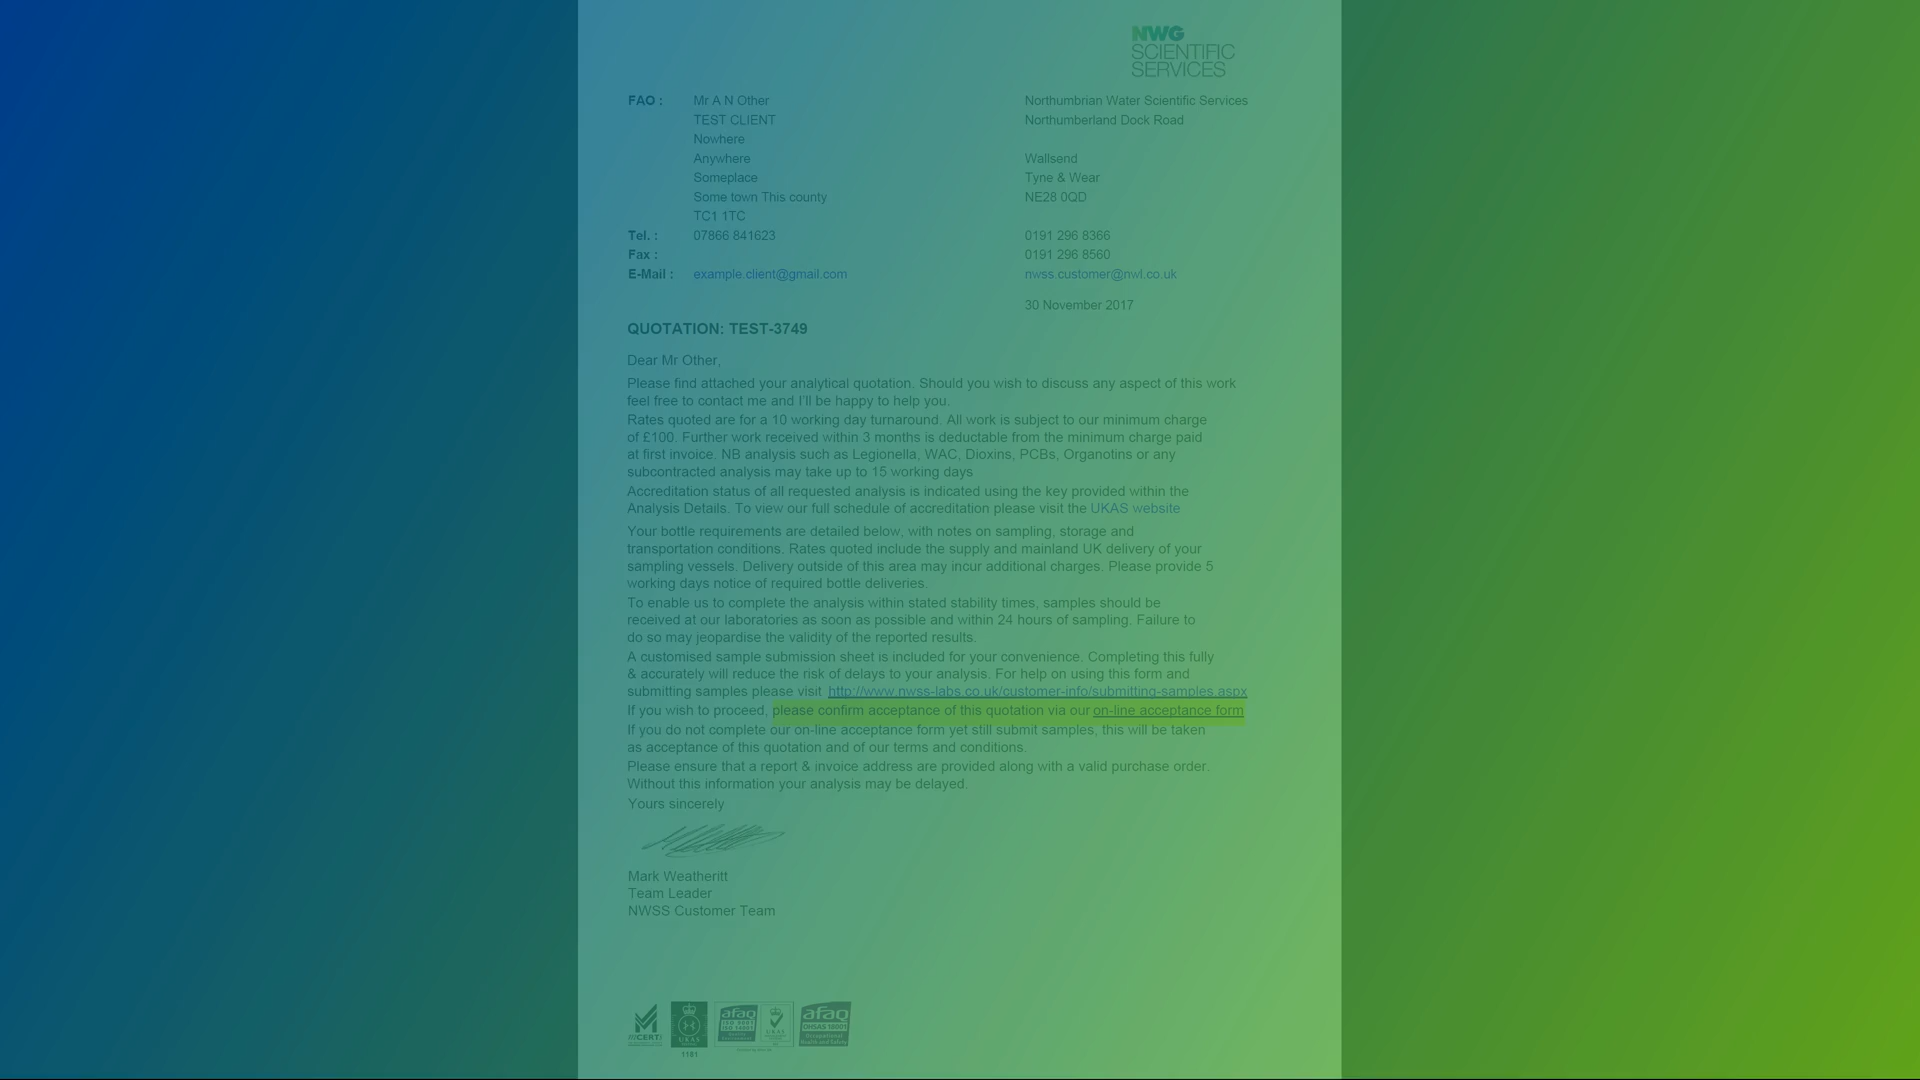 NWG
SCIENTIFIC
SERVICES
FAO : Mr A N Other Northumbrian Water Scientific Services
TEST CLIENT Northumberland Dock Road
Nowhere
Anywhere Wallsend
Someplace Tyne & Wear
Some town This county NE28 0QD
TC1 1TC
Tel. : 07866 841623 0191 296 8366
Fax : 0191 296 8560
E-Mail : example.client@gmail.com nwss.customer@nwl.co.uk
30 November 2017
QUOTATION: TEST-3749
Dear Mr Other,
Please find attached your analytical quotation. Should you wish to discuss any aspect of this work
feel free to contact me and I'll be happy to help you.
Rates quoted are for a 10 working day turnaround. All work is subject to our minimum charge
of £100. Further work received within 3 months is deductable from the minimum charge paid
at first invoice. NB analysis such as Legionella, WAC, Dioxins, PCBs, Organotins or any
subcontracted analysis may take up to 15 working days
Accreditation status of all requested analysis is indicated using the key provided within the
Analysis Details. To view our full schedule of accreditation please visit the UKAS website
Your bottle requirements are detailed below, with notes on sampling, storage and
transportation conditions. Rates quoted include the supply and mainland UK delivery of your
sampling vessels. Delivery outside of this area may incur additional charges. Please provide 5
working days notice of required bottle deliveries.
To enable us to complete the analysis within stated stability times, samples should be
received at our laboratories as soon as possible and within 24 hours of sampling. Failure to
do so may jeopardise the validity of the reported results.
A customised sample submission sheet is included for your convenience. Completing this fully
& accurately will reduce the risk of delays to your analysis. For help on using this form and
submitting samples please visit http://www.nwss-labs.co.uk/customer-info/submitting-samples.aspx
If you wish to proceed, please confirm acceptance of this quotation via our on-line acceptance form
If you do not complete our on-line acceptance form yet still submit samples, this will be taken
as acceptance of this quotation and of our terms and conditions.
Please ensure that a report & invoice address are provided along with a valid purchase order.
Without this information your analysis may be delayed.
Yours sincerely
Mark Weatheritt
Team Leader
NWSS Customer Team
MCERTS UKAS afaq ISO 9001 ISO 14001 UKAS afaq OHSAS 18001
Occupational
Health and Safety
1181